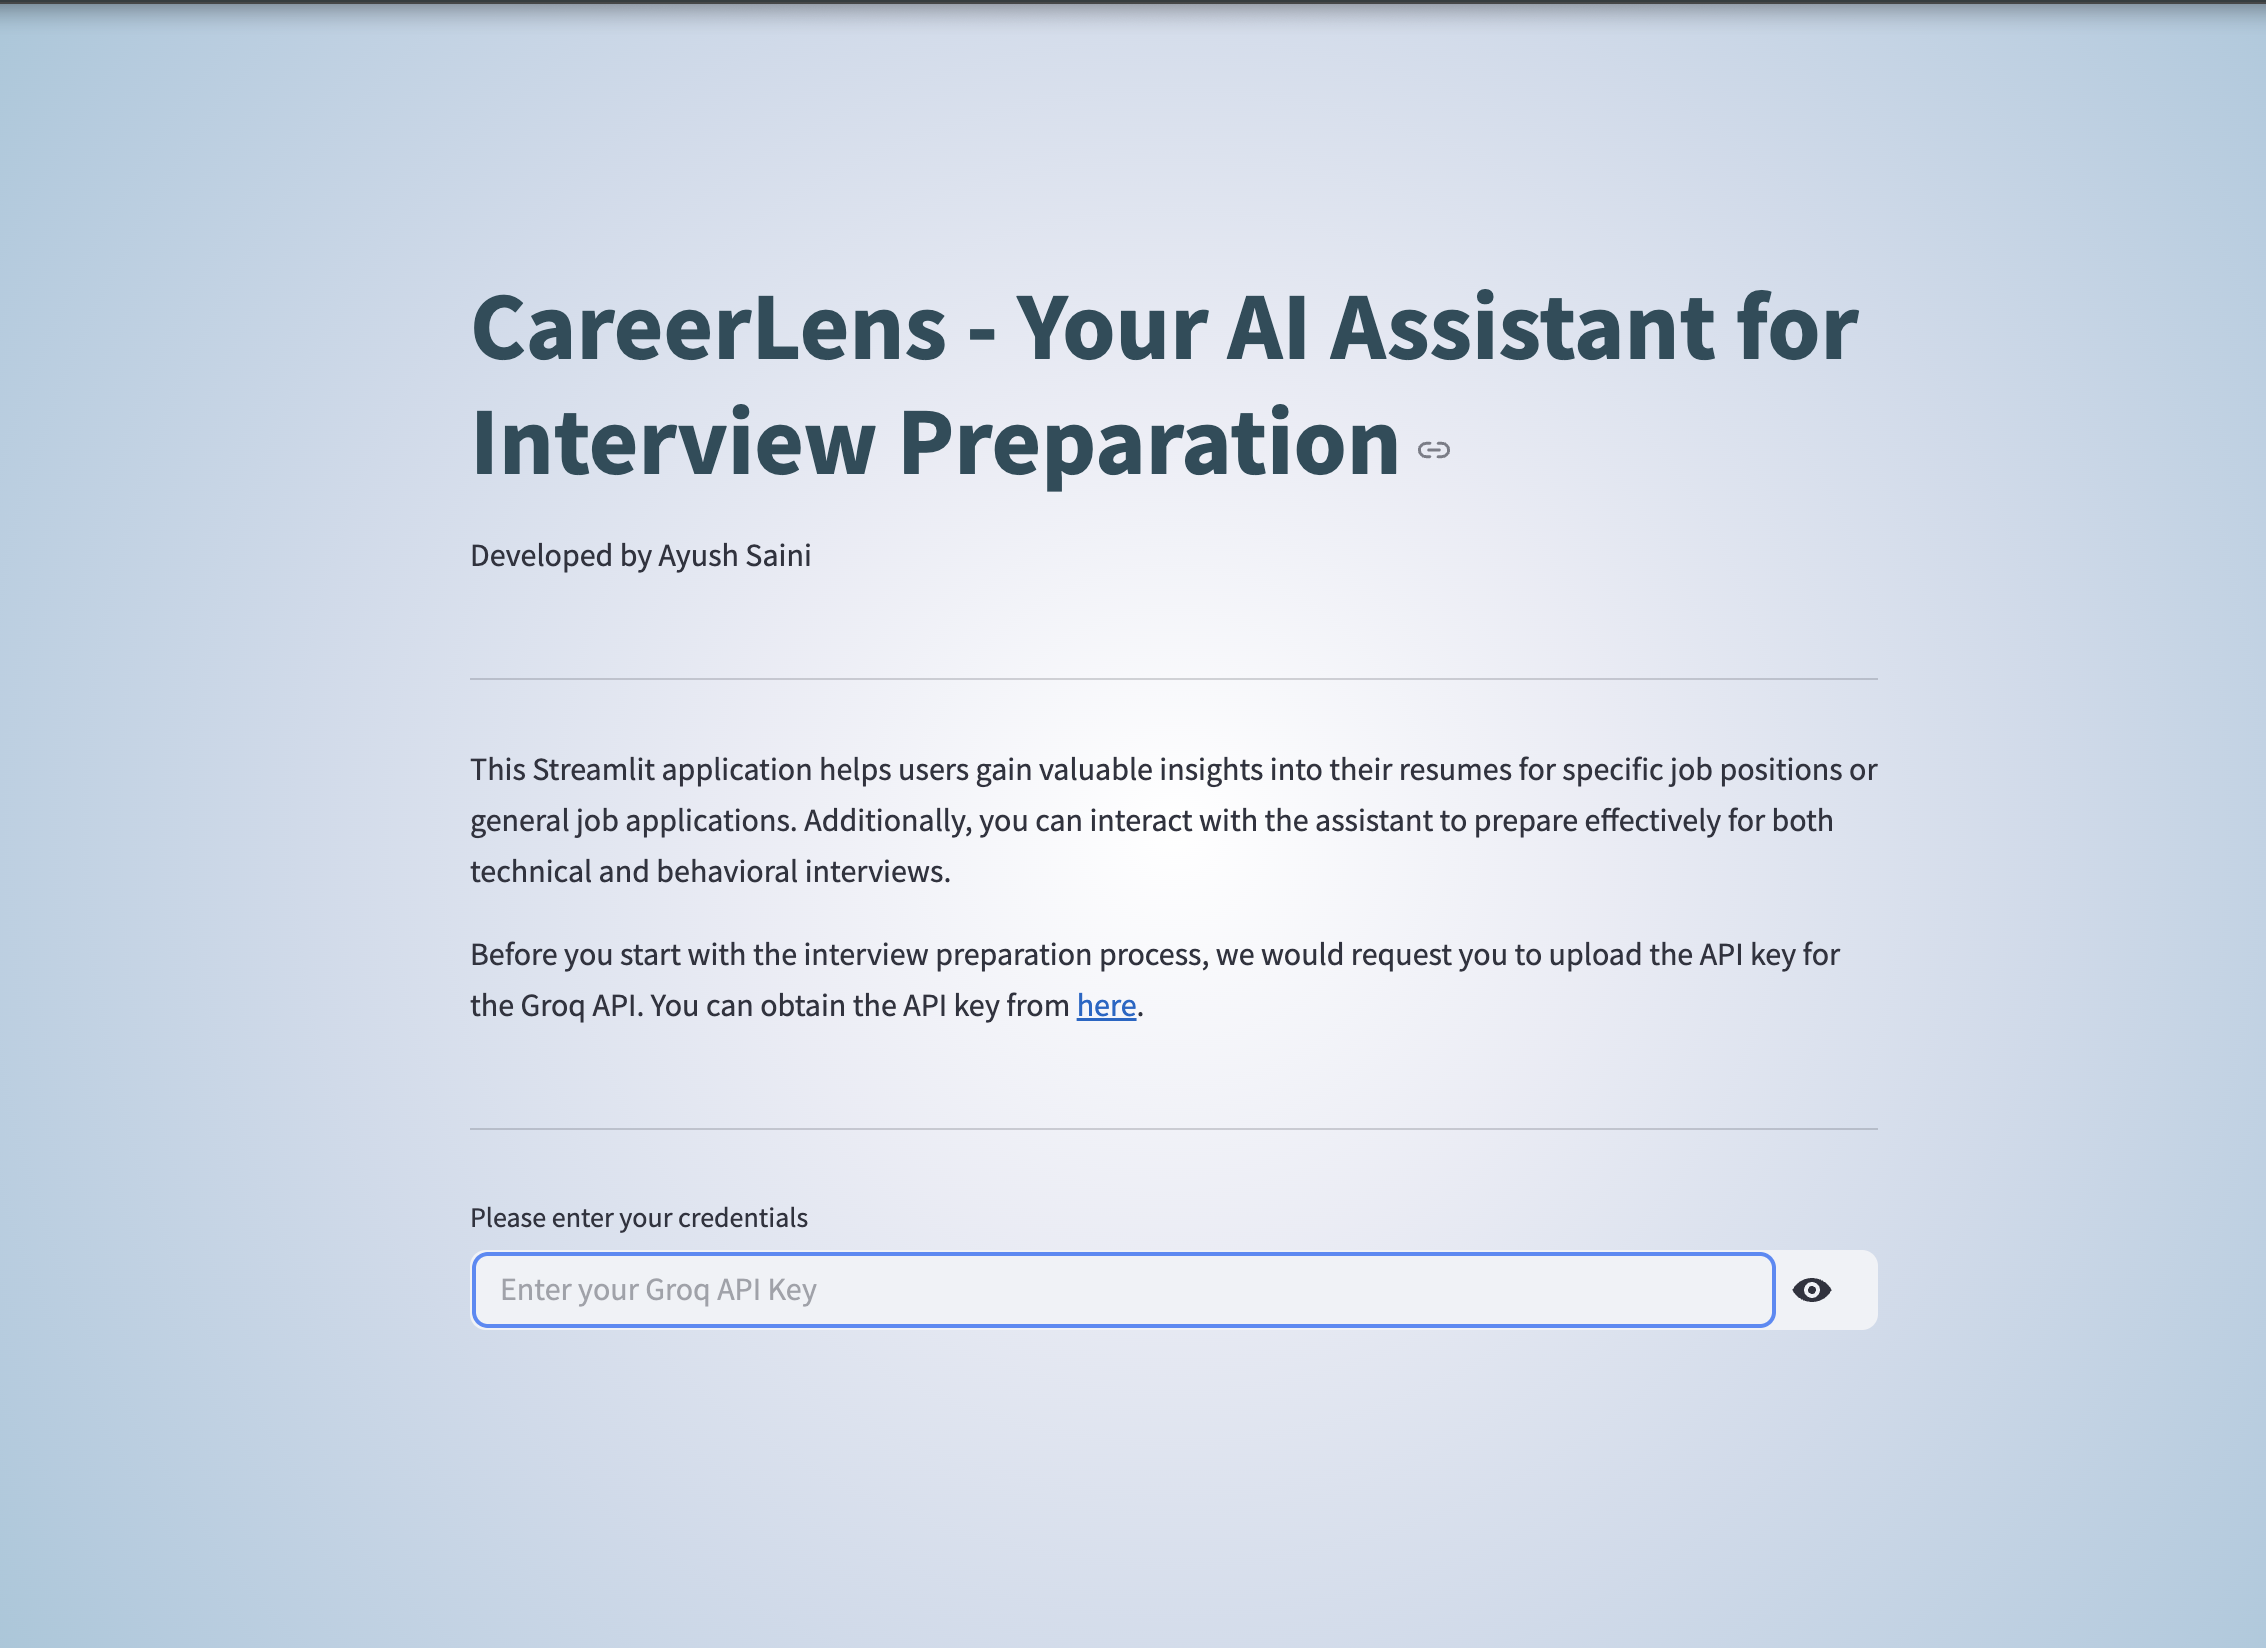 CareerLens - Your AI Assistant for
Interview Preparation
Developed by Ayush Saini
This Streamlit application helps users gain valuable insights into their resumes for specific job positions or
general job applications. Additionally, you can interact with the assistant to prepare effectively for both
technical and behavioral interviews.
Before you start with the interview preparation process, we would request you to upload the API key for
the Groq API. You can obtain the API key from here.
Please enter your credentials
Enter your Groq API Key